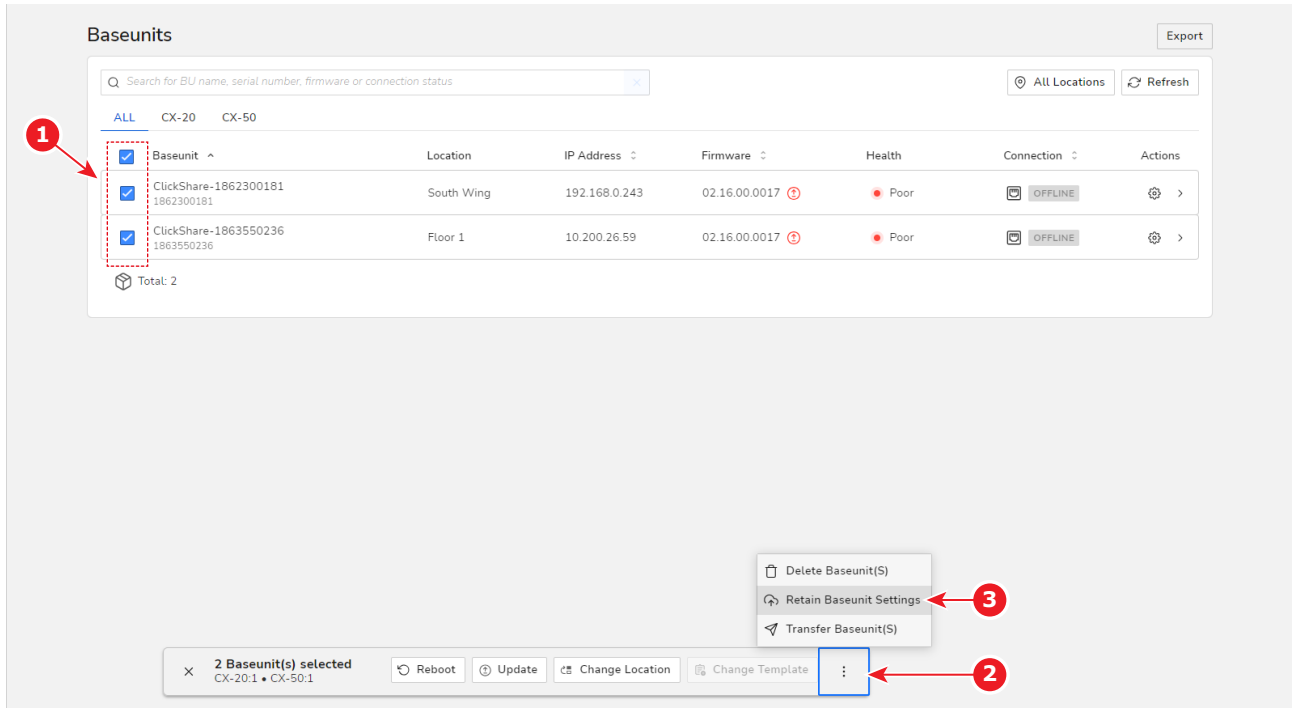 Baseunits
Export
Search for BU name, serial number, firmware or connection status
All Locations
Refresh
ALL CX-20 CX-50
1
Baseunit Location IP Address Firmware Health Connection Actions
ClickShare-1862300181 South Wing 192.168.0.243 02.16.00.0017 Poor OFFLINE
1862300181
ClickShare-1863550236 Floor 1 10.200.26.59 02.16.00.0017 Poor OFFLINE
1863550236
Total: 2
Delete Baseunit(S)
Retain Baseunit Settings
3
Transfer Baseunit(S)
2 Baseunit(s) selected
CX-20:1 • CX-50:1
Reboot Update Change Location Change Template
2